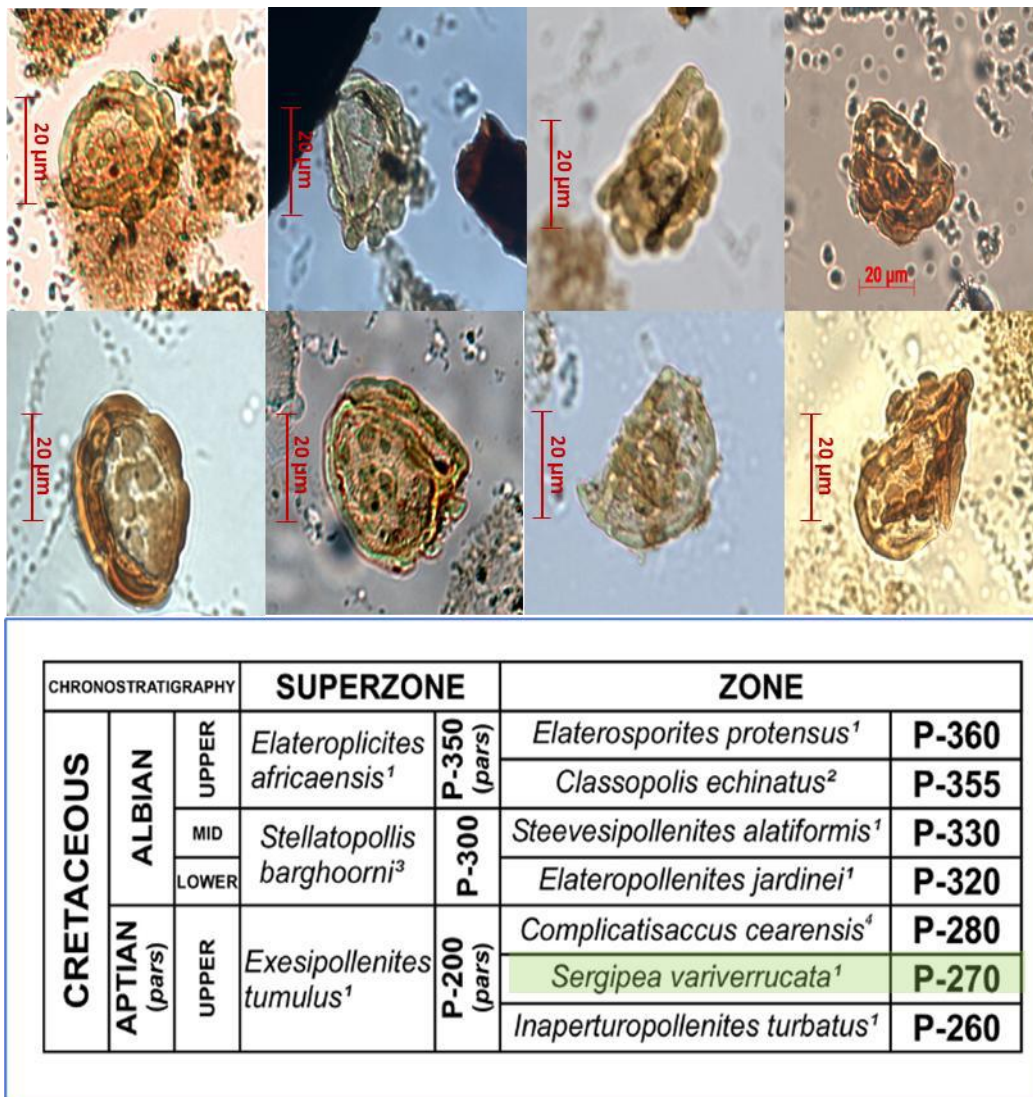 20 µm
20 µm
20 µm
20 µm
20 µm
20 µm
20 µm
20 µm
CHRONOSTRATIGRAPHY SUPERZONE ZONE
CRETACEOUS
ALBIAN
UPPER
Elateroplicites
africaensis¹
P-350
(pars)
Elaterosporites protensus¹ P-360
Classopolis echinatus² P-355
MID
Stellatopollis
barghoorni³
P-300
Steevesipollenites alatiformis¹ P-330
LOWER
Elateropollenites jardinei¹ P-320
APTIAN
(pars)
UPPER
Exesipollenites
tumulus¹
P-200
(pars)
Complicatisaccus cearensis⁴ P-280
Sergipea variverrucata¹ P-270
Inaperturopollenites turbatus¹ P-260